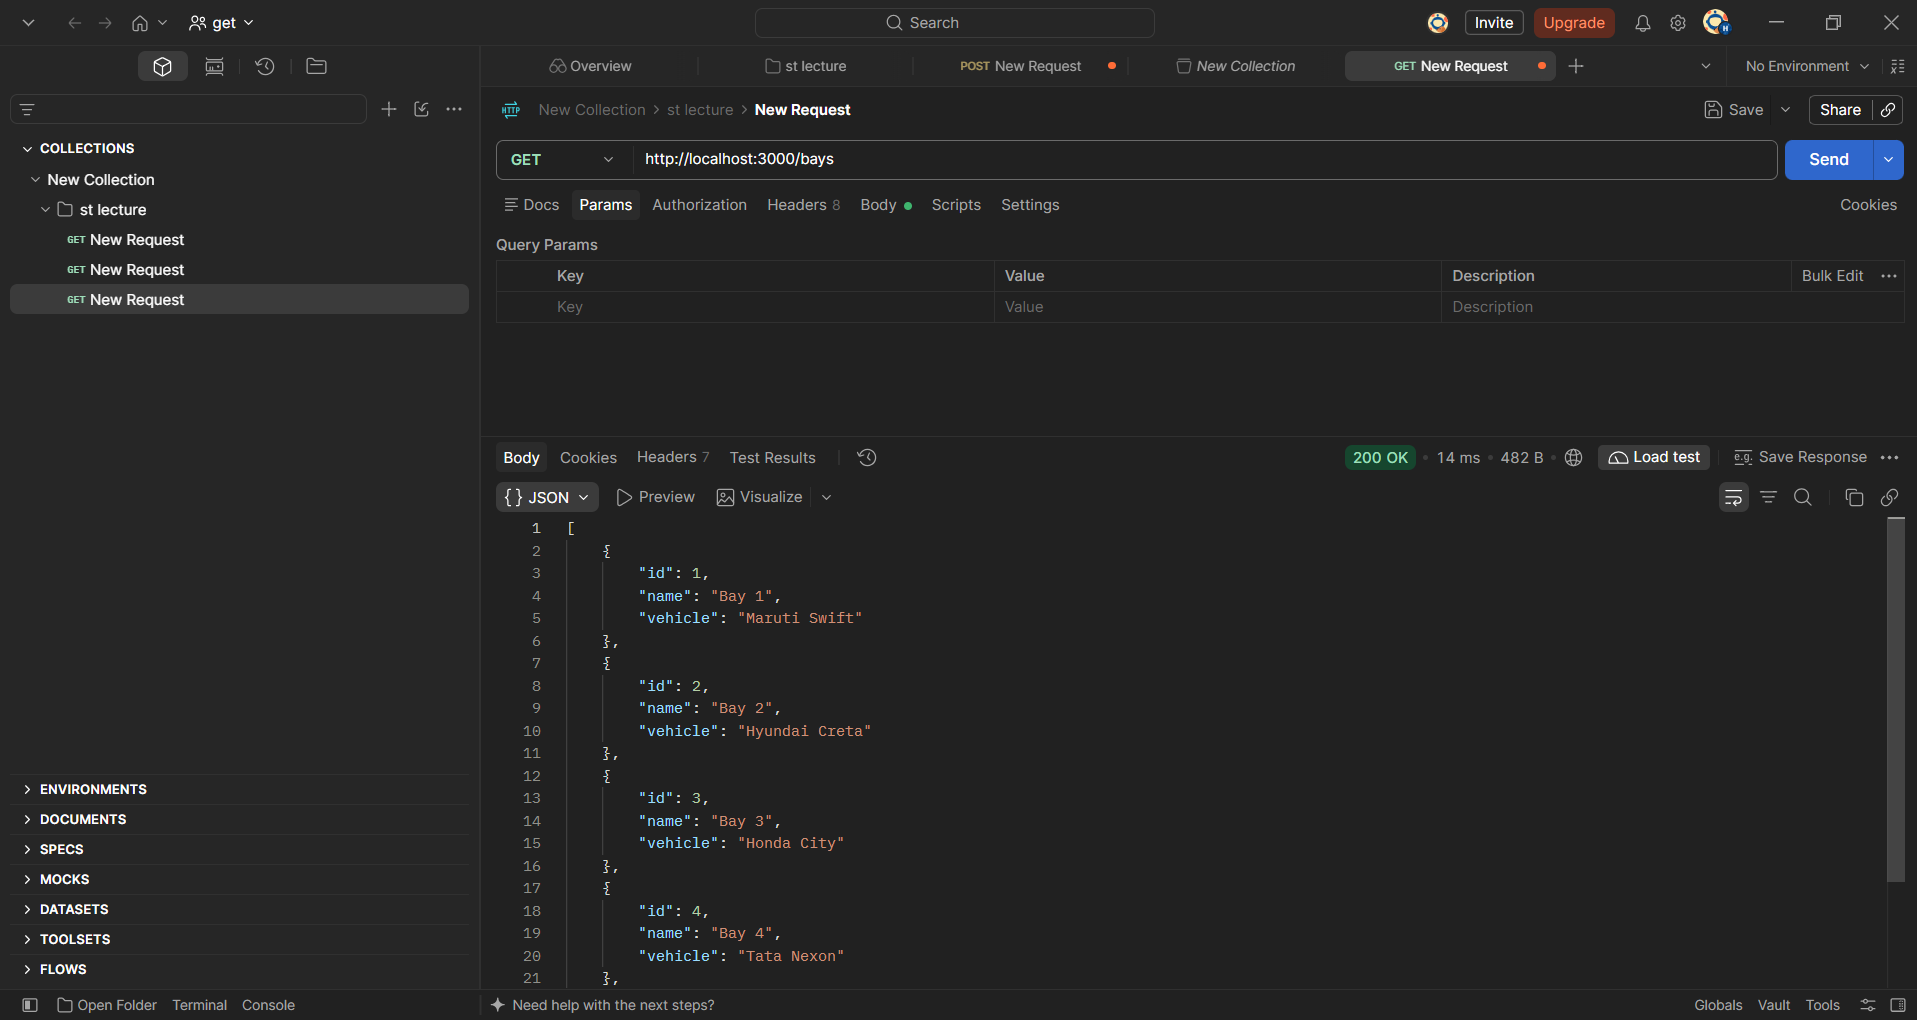 get
Search
Invite
Upgrade
Overview
st lecture
POST New Request
New Collection
GET New Request
No Environment
New Collection > st lecture > New Request
Save
Share
COLLECTIONS
New Collection
st lecture
GET New Request
GET New Request
GET New Request
GET
http://localhost:3000/bays
Send
Docs
Params
Authorization
Headers 8
Body
Scripts
Settings
Cookies
Query Params
Key Value Description Bulk Edit
Key Value Description
Body
Cookies
Headers 7
Test Results
200 OK • 14 ms • 482 B
Load test
e.g. Save Response
{} JSON
Preview
Visualize
1 [
2 {
3 "id": 1,
4 "name": "Bay 1",
5 "vehicle": "Maruti Swift"
6 },
7 {
8 "id": 2,
9 "name": "Bay 2",
10 "vehicle": "Hyundai Creta"
11 },
12 {
13 "id": 3,
14 "name": "Bay 3",
15 "vehicle": "Honda City"
16 },
17 {
18 "id": 4,
19 "name": "Bay 4",
20 "vehicle": "Tata Nexon"
21 },
ENVIRONMENTS
DOCUMENTS
SPECS
MOCKS
DATASETS
TOOLSETS
FLOWS
Open Folder
Terminal
Console
Need help with the next steps?
Globals
Vault
Tools